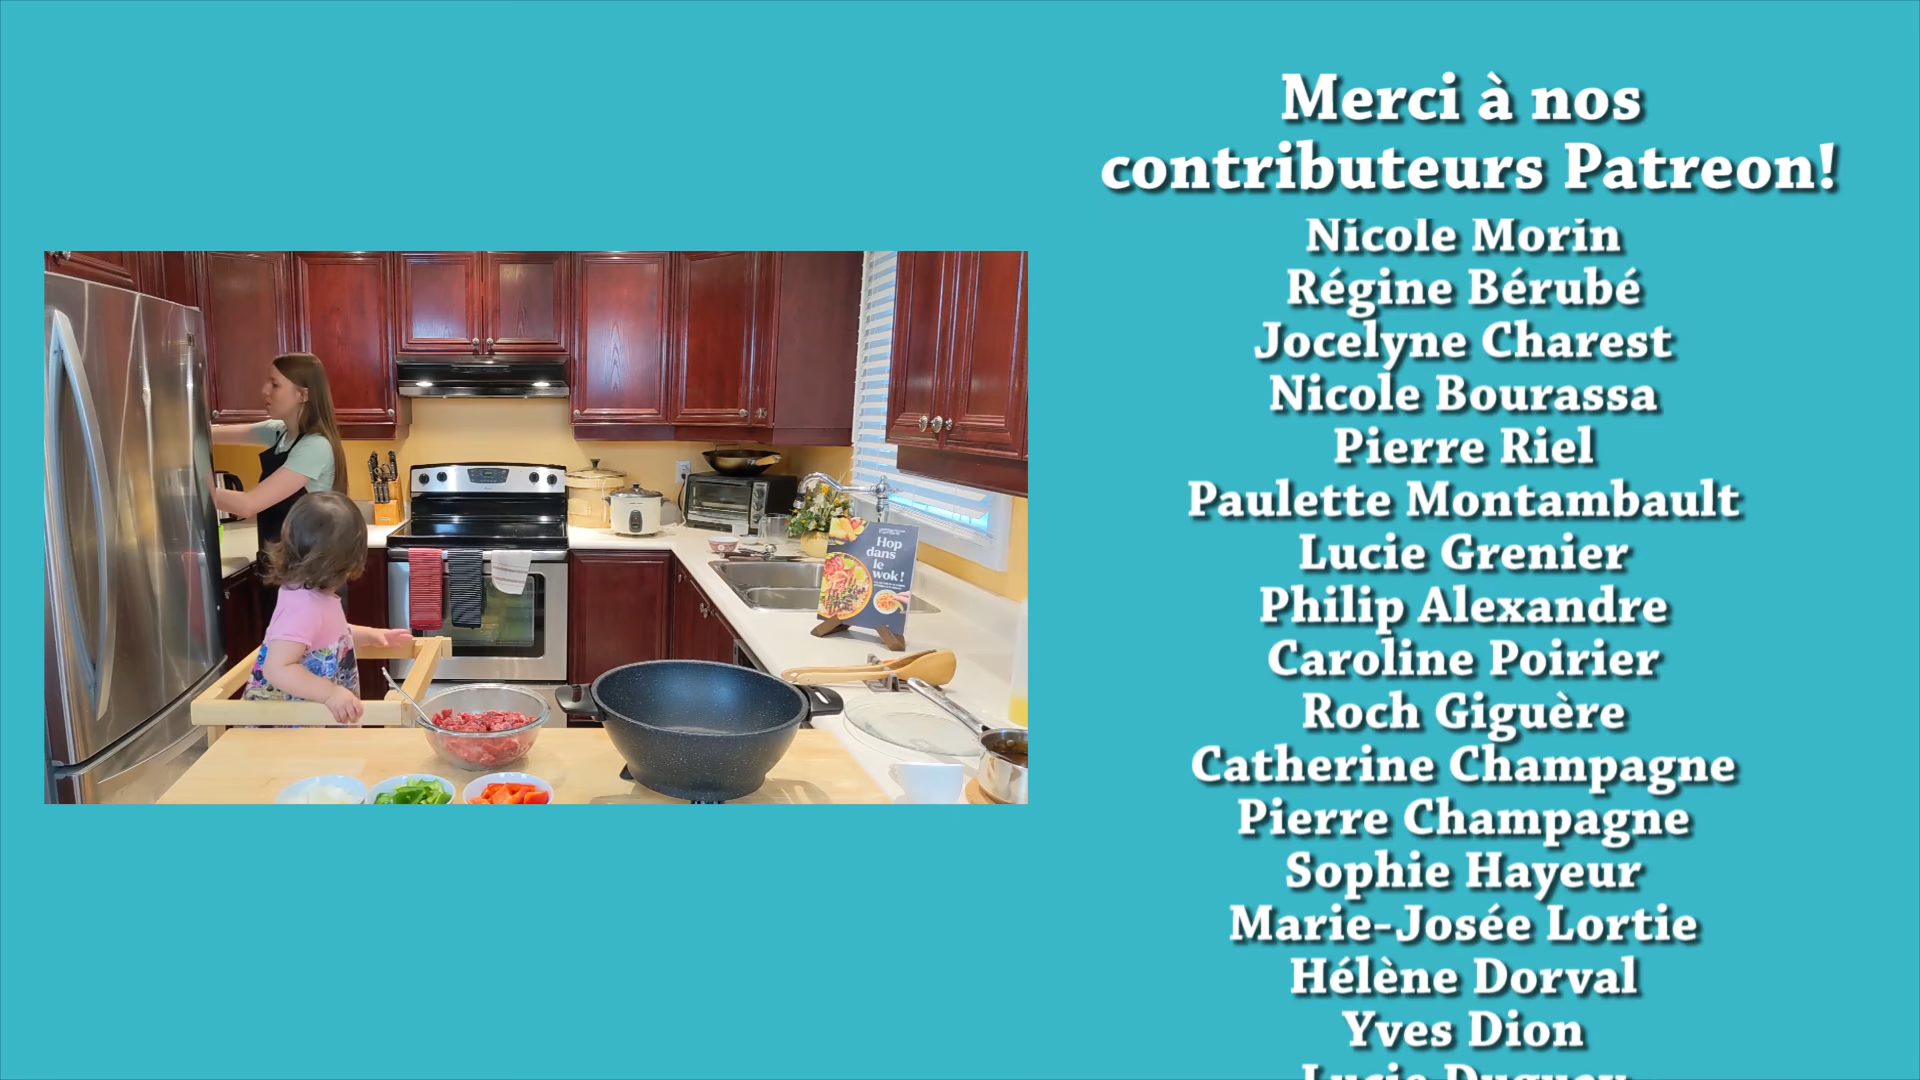 Merci à nos
contributeurs Patreon!
Nicole Morin
Régine Bérubé
Jocelyne Charest
Nicole Bourassa
Pierre Riel
Paulette Montambault
Lucie Grenier
Philip Alexandre
Caroline Poirier
Roch Giguère
Catherine Champagne
Pierre Champagne
Sophie Hayeur
Marie-Josée Lortie
Hélène Dorval
Yves Dion
Lucie Duguay
Hop
dans
le
wok!